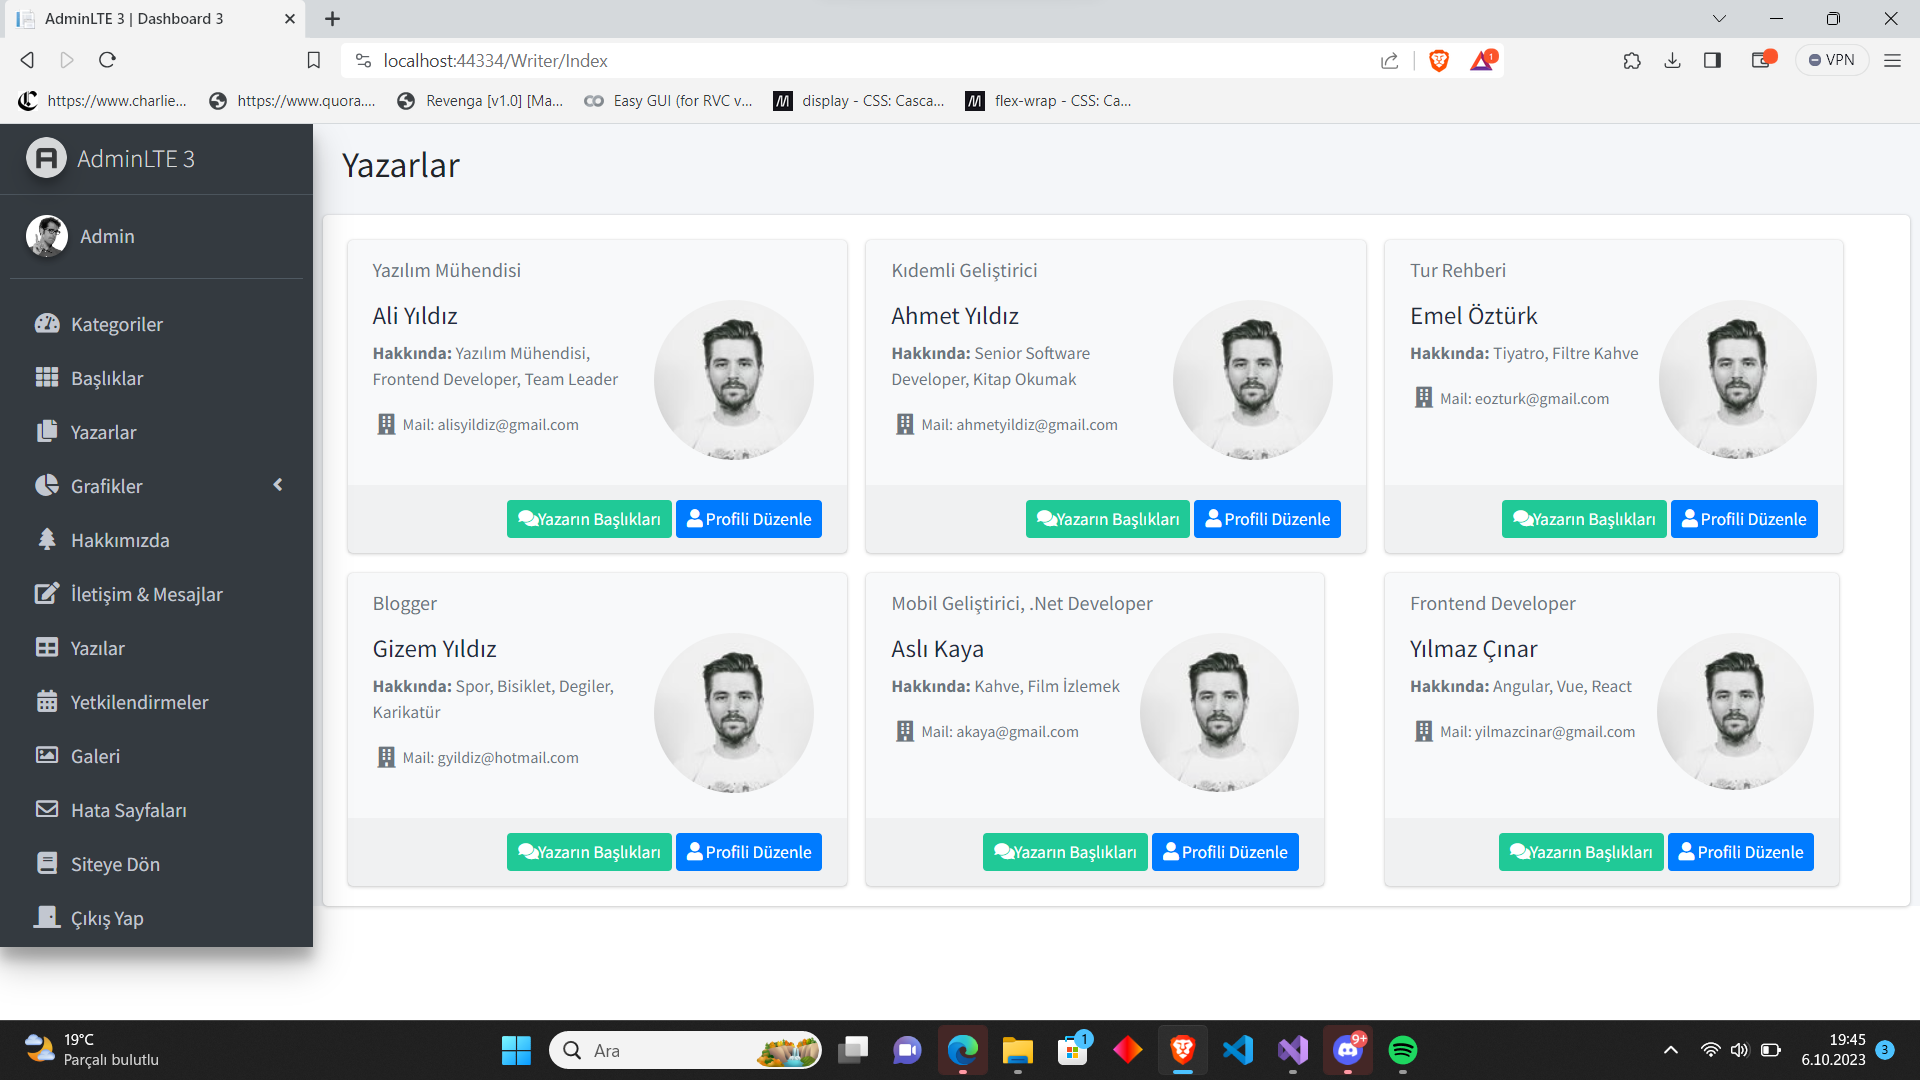 AdminLTE 3 | Dashboard 3
localhost:44334/Writer/Index
1
VPN
https://www.charlie...
https://www.quora....
Revenga [v1.0] [Ma...
Easy GUI (for RVC v...
display - CSS: Casca...
flex-wrap - CSS: Ca...
AdminLTE 3
Admin
Kategoriler
Başlıklar
Yazarlar
Grafikler
Hakkımızda
İletişim & Mesajlar
Yazılar
Yetkilendirmeler
Galeri
Hata Sayfaları
Siteye Dön
Çıkış Yap
Yazarlar
Yazılım Mühendisi
Ali Yıldız
Hakkında: Yazılım Mühendisi,
Frontend Developer, Team Leader
Mail: alisyildiz@gmail.com
Yazarın Başlıkları
Profili Düzenle
Kıdemli Geliştirici
Ahmet Yıldız
Hakkında: Senior Software
Developer, Kitap Okumak
Mail: ahmetyildiz@gmail.com
Yazarın Başlıkları
Profili Düzenle
Tur Rehberi
Emel Öztürk
Hakkında: Tiyatro, Filtre Kahve
Mail: eozturk@gmail.com
Yazarın Başlıkları
Profili Düzenle
Blogger
Gizem Yıldız
Hakkında: Spor, Bisiklet, Degiler,
Karikatür
Mail: gyildiz@hotmail.com
Yazarın Başlıkları
Profili Düzenle
Mobil Geliştirici, .Net Developer
Aslı Kaya
Hakkında: Kahve, Film İzlemek
Mail: akaya@gmail.com
Yazarın Başlıkları
Profili Düzenle
Frontend Developer
Yılmaz Çınar
Hakkında: Angular, Vue, React
Mail: yilmazcinar@gmail.com
Yazarın Başlıkları
Profili Düzenle
19°C
Parçalı bulutlu
Ara
1
9+
19:45
6.10.2023
3